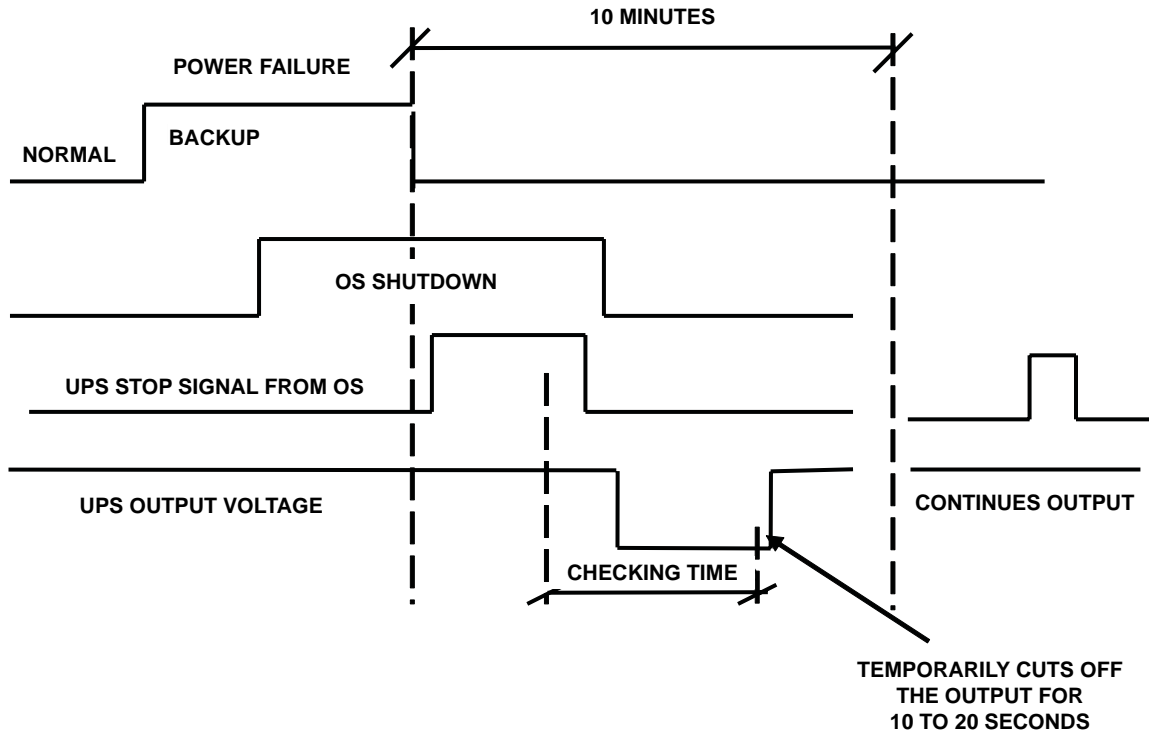 10 MINUTES
POWER FAILURE
BACKUP
NORMAL
OS SHUTDOWN
UPS STOP SIGNAL FROM OS
UPS OUTPUT VOLTAGE
CONTINUES OUTPUT
CHECKING TIME
TEMPORARILY CUTS OFF
THE OUTPUT FOR
10 TO 20 SECONDS